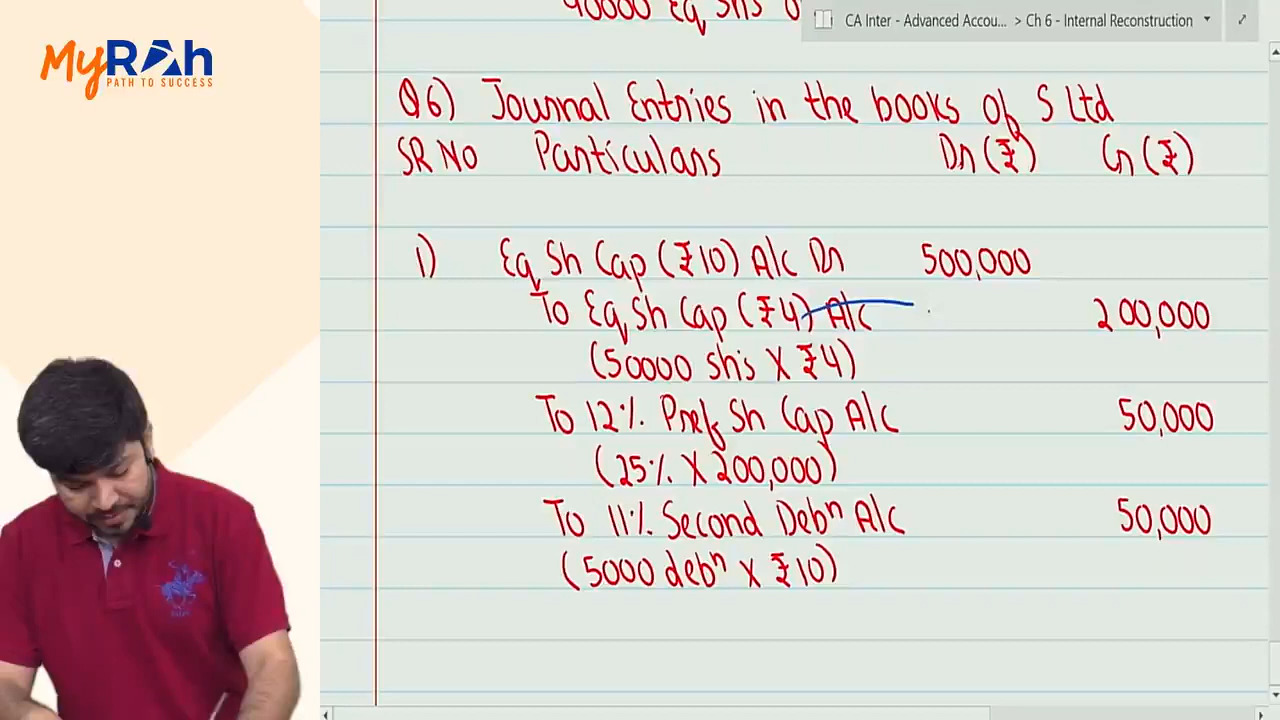 MyRAh
PATH TO SUCCESS
40000 Eq Shs
CA Inter - Advanced Accou... > Ch 6 - Internal Reconstruction
Q6) Journal Entries in the books of S Ltd
SR No Particulars Dr (₹) Cr (₹)
1) Eq Sh Cap (₹10) A/c Dr 500,000
To Eq Sh Cap (₹4) A/c 200,000
(50000 shs X ₹4)
To 12% Pref Sh Cap A/c 50,000
(25% X 200,000)
To 11% Second Debⁿ A/c 50,000
(5000 debⁿ X ₹10)